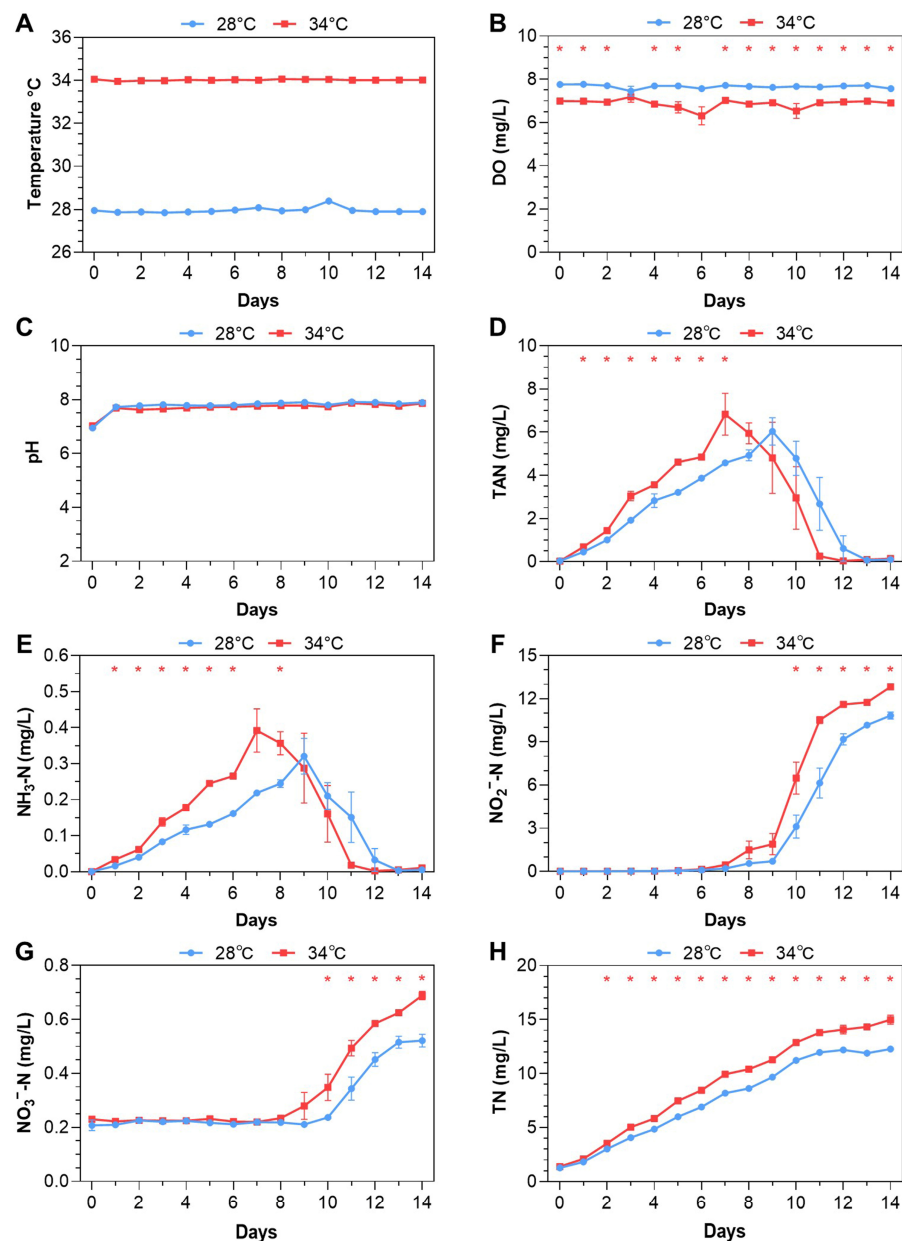 A
28°C 34°C
36
34
32
30
28
26
Temperature °C
0 2 4 6 8 10 12 14
Days
B
28°C 34°C
10
8
6
4
2
0
DO (mg/L)
* * * * * * * * * * * * *
0 2 4 6 8 10 12 14
Days
C
28°C 34°C
10
8
6
4
2
pH
0 2 4 6 8 10 12 14
Days
D
28°C 34°C
10
8
6
4
2
0
TAN (mg/L)
* * * * * * *
0 2 4 6 8 10 12 14
Days
E
28°C 34°C
0.6
0.5
0.4
0.3
0.2
0.1
0.0
NH₃-N (mg/L)
* * * * * * *
0 2 4 6 8 10 12 14
Days
F
28°C 34°C
15
12
9
6
3
0
NO₂⁻-N (mg/L)
* * * * *
0 2 4 6 8 10 12 14
Days
G
28°C 34°C
0.8
0.6
0.4
0.2
0.0
NO₃⁻-N (mg/L)
* * * * *
0 2 4 6 8 10 12 14
Days
H
28°C 34°C
20
15
10
5
0
TN (mg/L)
* * * * * * * * * * * * *
0 2 4 6 8 10 12 14
Days